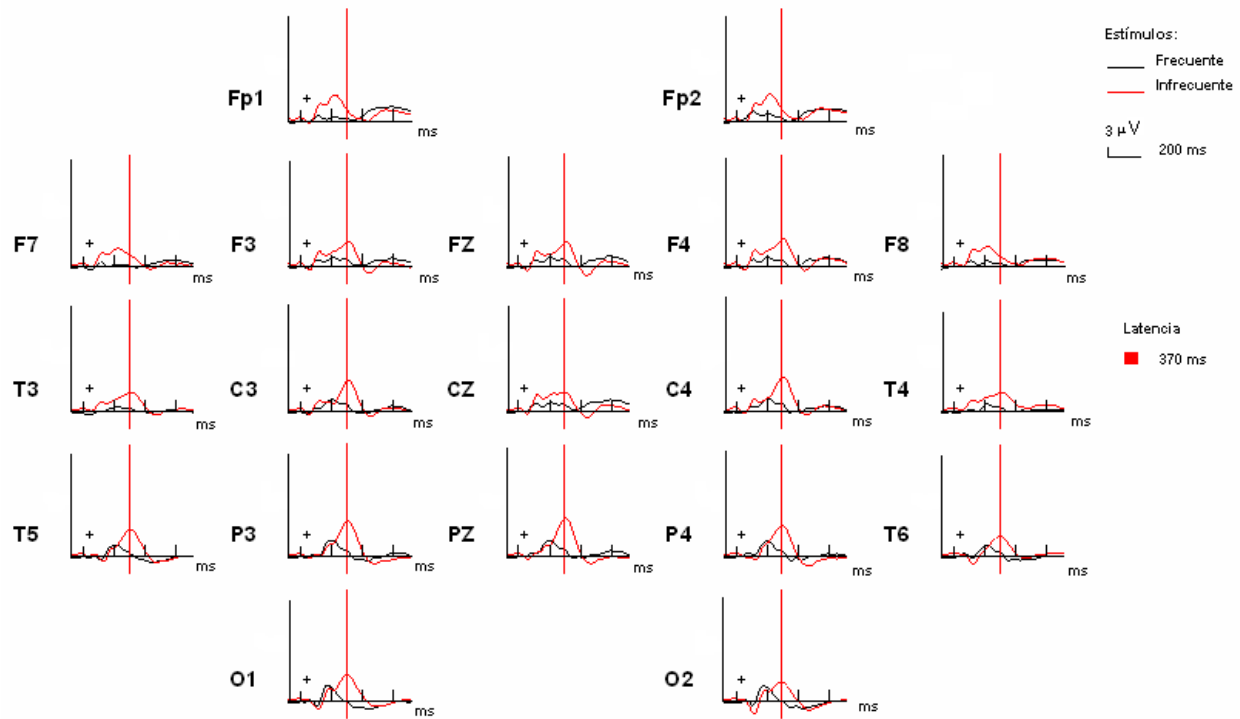 Estímulos:
Frecuente
Infrecuente
3 μV
200 ms
Fp1 + ms
Fp2 + ms
F7 + ms
F3 + ms
FZ + ms
F4 + ms
F8 + ms
Latencia
370 ms
T3 + ms
C3 + ms
CZ + ms
C4 + ms
T4 + ms
T5 + ms
P3 + ms
PZ + ms
P4 + ms
T6 + ms
O1 + ms
O2 + ms